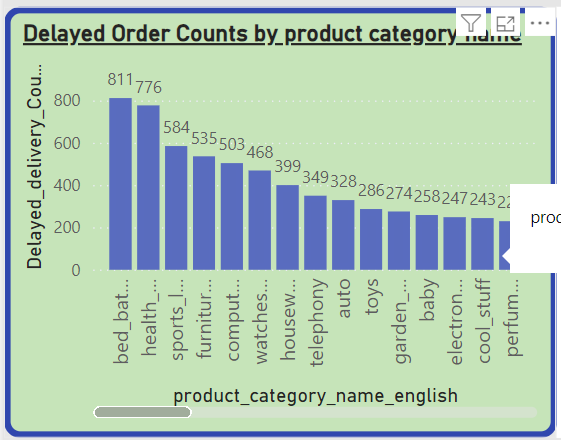 Delayed Order Counts by product category name
Delayed_delivery_Cou...
800
600
400
200
0
811
776
584
535
503
468
399
349
328
286
274
258
247
243
bed_bat...
health_...
sports_l...
furnitur...
comput...
watches...
housew...
telephony
auto
toys
garden_...
baby
electron...
cool_stuff
perfum...
product_category_name_english